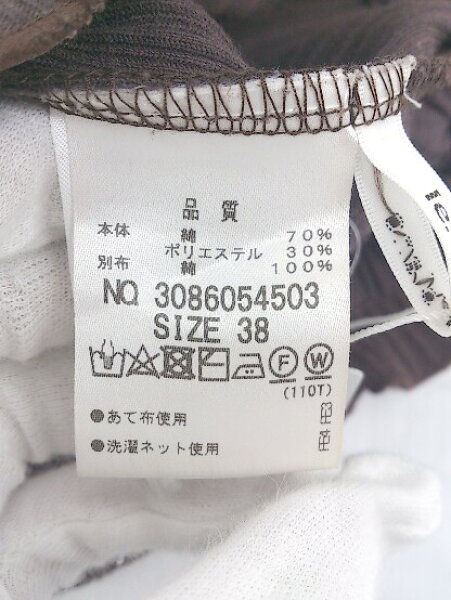 品質
本体 綿 70%
ポリエステル 30%
別布 綿 100%
NO 3086054503
SIZE 38
F W
(110T)
●あて布使用
●洗濯ネット使用